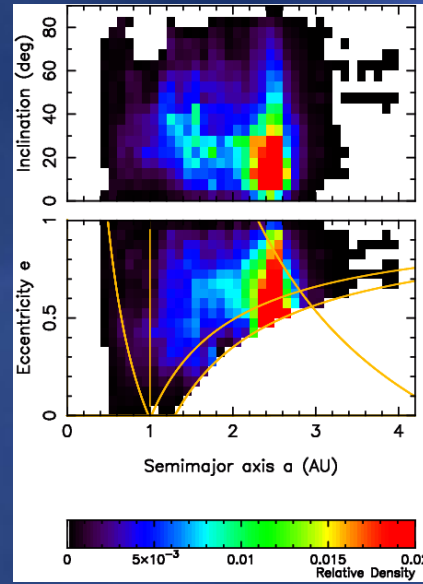 80
60
40
20
0
Inclination (deg)
1
0.5
0
Eccentricity e
0 1 2 3 4
Semimajor axis a (AU)
0 5×10⁻³ 0.01 0.015 0.02
Relative Density